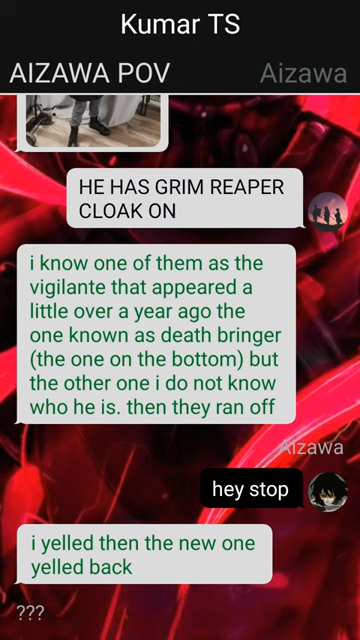 Kumar TS
AIZAWA POV
Aizawa
HE HAS GRIM REAPER
CLOAK ON
i know one of them as the
vigilante that appeared a
little over a year ago the
one known as death bringer
(the one on the bottom) but
the other one i do not know
who he is. then they ran off
Aizawa
hey stop
i yelled then the new one
yelled back
???